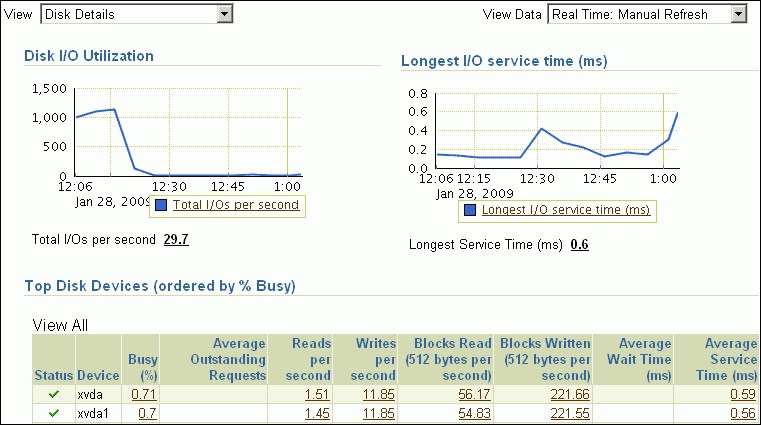 View Disk Details View Data Real Time: Manual Refresh
Disk I/O Utilization
1,500
1,000
500
0
12:06 12:30 12:45 1:00
Jan 28, 2009
Total I/Os per second
Total I/Os per second 29.7
Longest I/O service time (ms)
0.8
0.6
0.4
0.2
0.0
12:06 12:15 12:30 12:45 1:00
Jan 28, 2009
Longest I/O service time (ms)
Longest Service Time (ms) 0.6
Top Disk Devices (ordered by % Busy)
View All
Average Reads Writes Blocks Read Blocks Written Average Average
Busy Outstanding per per (512 bytes per (512 bytes per Wait Time Service
Status Device (%) Requests second second second) second) (ms) Time (ms)
xvda 0.71 1.51 11.85 56.17 221.66 0.59
xvda1 0.7 1.45 11.85 54.83 221.55 0.56